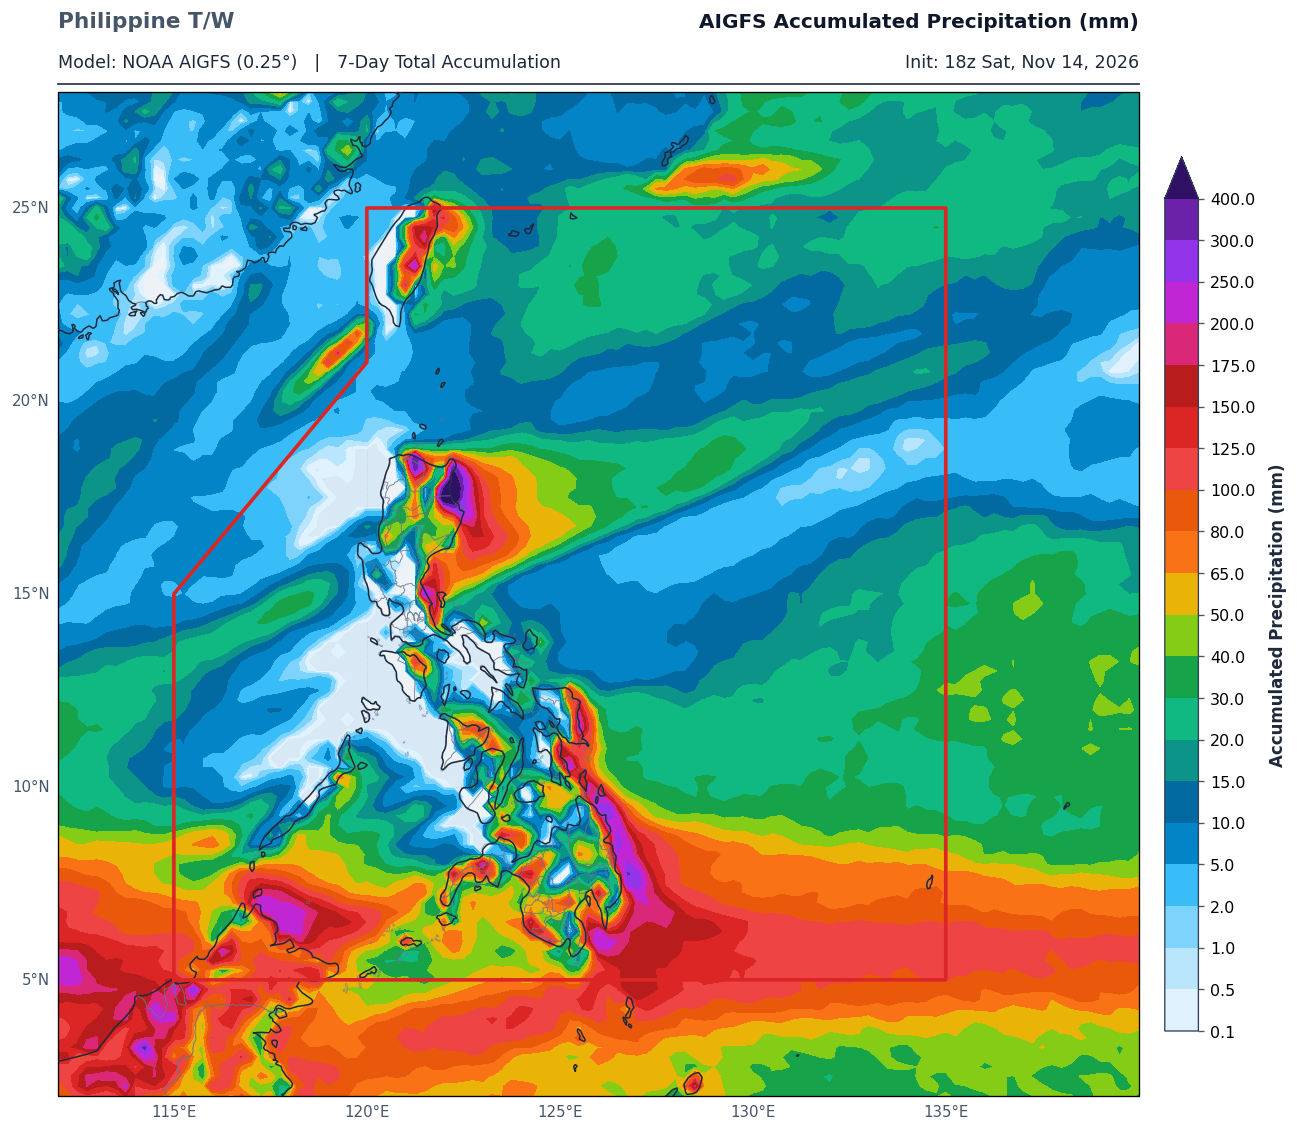 Philippine T/W
AIGFS Accumulated Precipitation (mm)
Model: NOAA AIGFS (0.25°) | 7-Day Total Accumulation
Init: 18z Sat, Nov 14, 2026
25°N
20°N
15°N
10°N
5°N
115°E
120°E
125°E
130°E
135°E
400.0
300.0
250.0
200.0
175.0
150.0
125.0
100.0
80.0
65.0
50.0
40.0
30.0
20.0
15.0
10.0
5.0
2.0
1.0
0.5
0.1
Accumulated Precipitation (mm)